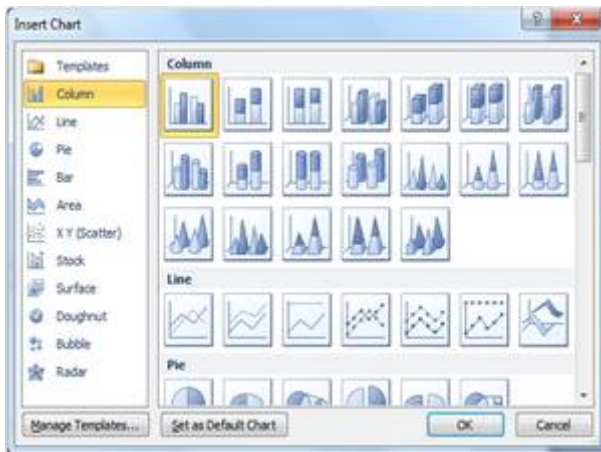 Insert Chart
Templates
Column
Line
Pie
Bar
Area
X Y (Scatter)
Stock
Surface
Doughnut
Bubble
Radar
Column
Line
Pie
Manage Templates...
Set as Default Chart
OK
Cancel